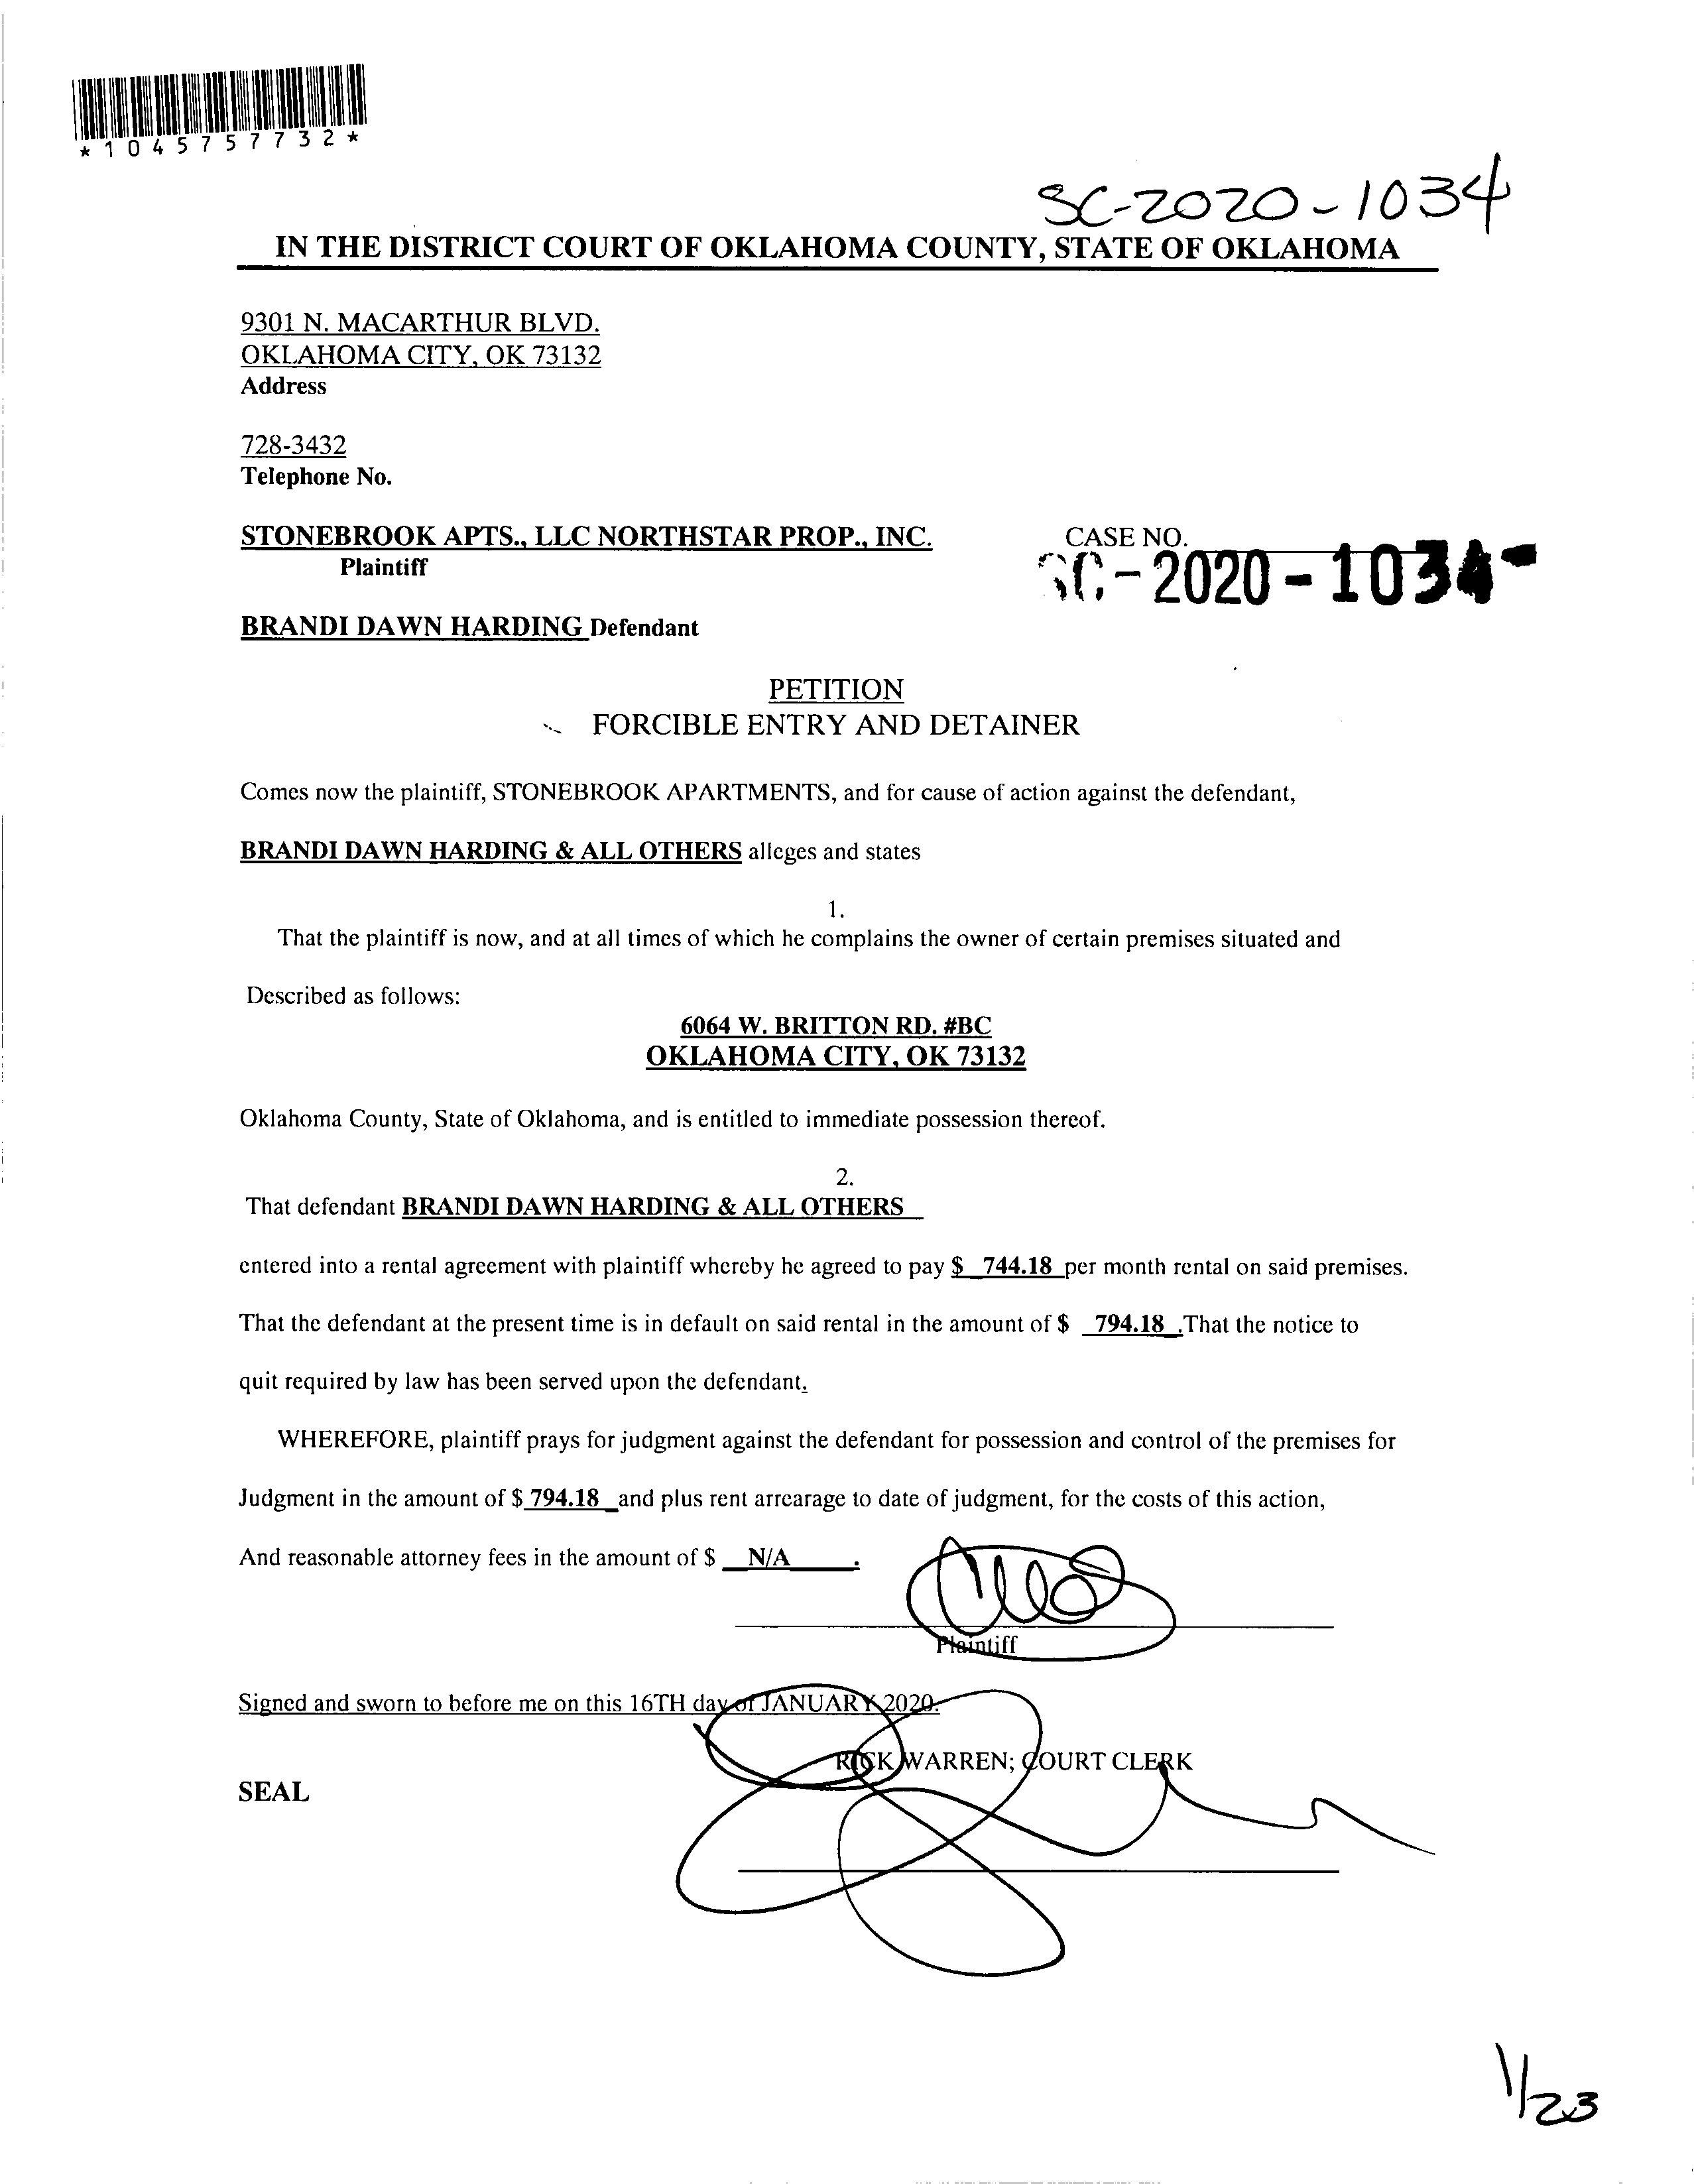 *1045757732*
SC-2020-1034
IN THE DISTRICT COURT OF OKLAHOMA COUNTY, STATE OF OKLAHOMA
9301 N. MACARTHUR BLVD.
OKLAHOMA CITY, OK 73132
Address
728-3432
Telephone No.
STONEBROOK APTS., LLC NORTHSTAR PROP., INC.
Plaintiff
CASE NO.
SC-2020-1034-
BRANDI DAWN HARDING Defendant
PETITION
FORCIBLE ENTRY AND DETAINER
Comes now the plaintiff, STONEBROOK APARTMENTS, and for cause of action against the defendant,
BRANDI DAWN HARDING & ALL OTHERS alleges and states
1.
That the plaintiff is now, and at all times of which he complains the owner of certain premises situated and
Described as follows:
6064 W. BRITTON RD. #BC
OKLAHOMA CITY, OK 73132
Oklahoma County, State of Oklahoma, and is entitled to immediate possession thereof.
2.
That defendant BRANDI DAWN HARDING & ALL OTHERS
entered into a rental agreement with plaintiff whereby he agreed to pay $ 744.18 per month rental on said premises.
That the defendant at the present time is in default on said rental in the amount of $ 794.18 .That the notice to
quit required by law has been served upon the defendant.
WHEREFORE, plaintiff prays for judgment against the defendant for possession and control of the premises for
Judgment in the amount of $ 794.18 and plus rent arrearage to date of judgment, for the costs of this action,
And reasonable attorney fees in the amount of $ N/A .
Plaintiff
Signed and sworn to before me on this 16TH day of JANUARY 2020.
RICK WARREN; COURT CLERK
SEAL
1/23